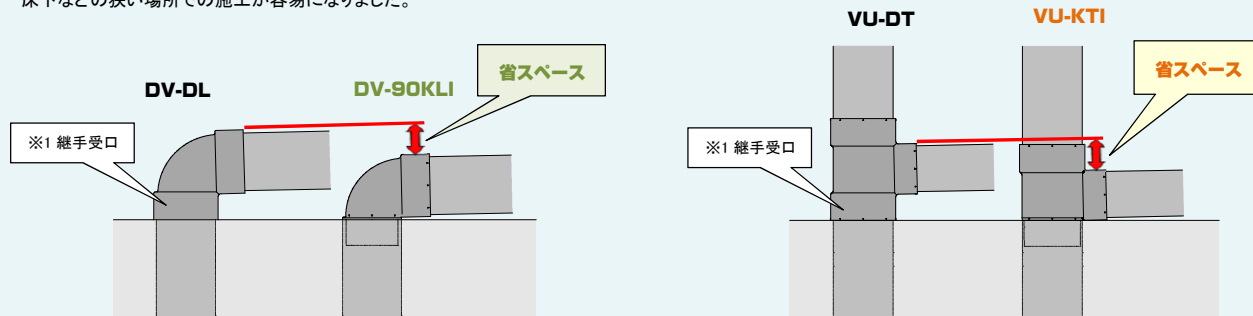 床下などの狭い場所での施工が容易になりました。
DV-DL
DV-90KLI
省スペース
※1 継手受口
VU-DT
VU-KTI
省スペース
※1 継手受口